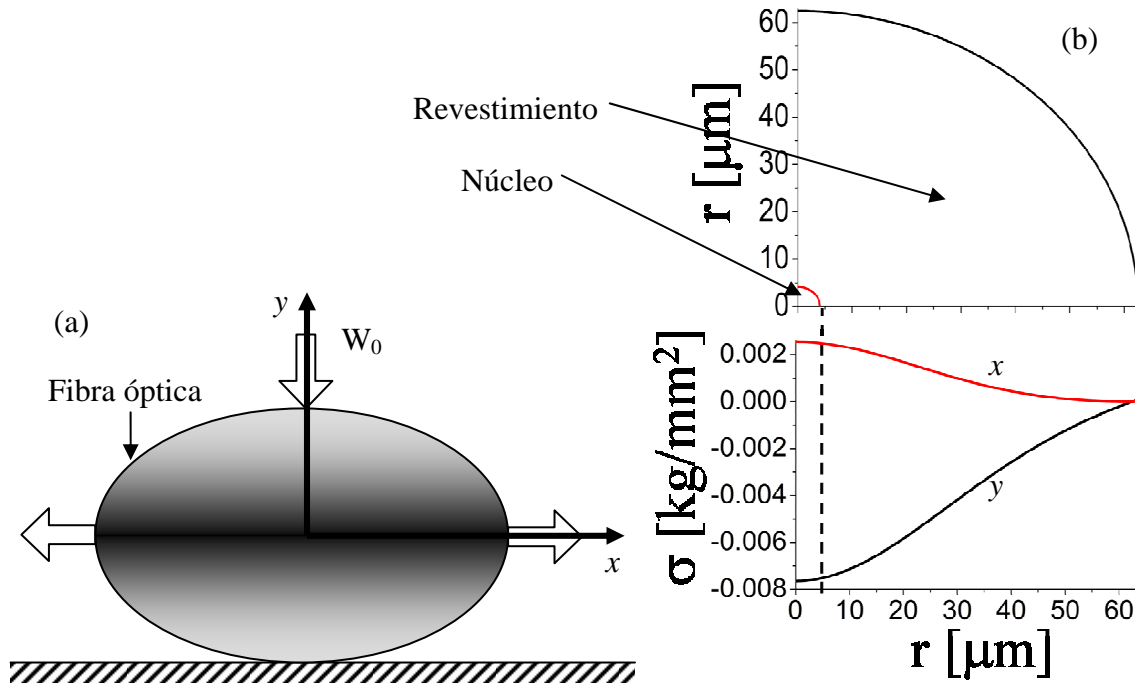 (a)
y
W₀
Fibra óptica
x
(b)
Revestimiento
Núcleo
r [μm]
60
50
40
30
20
10
0
σ [kg/mm²]
0.002
0.000
-0.002
-0.004
-0.006
-0.008
x
y
0 10 20 30 40 50 60
r [μm]